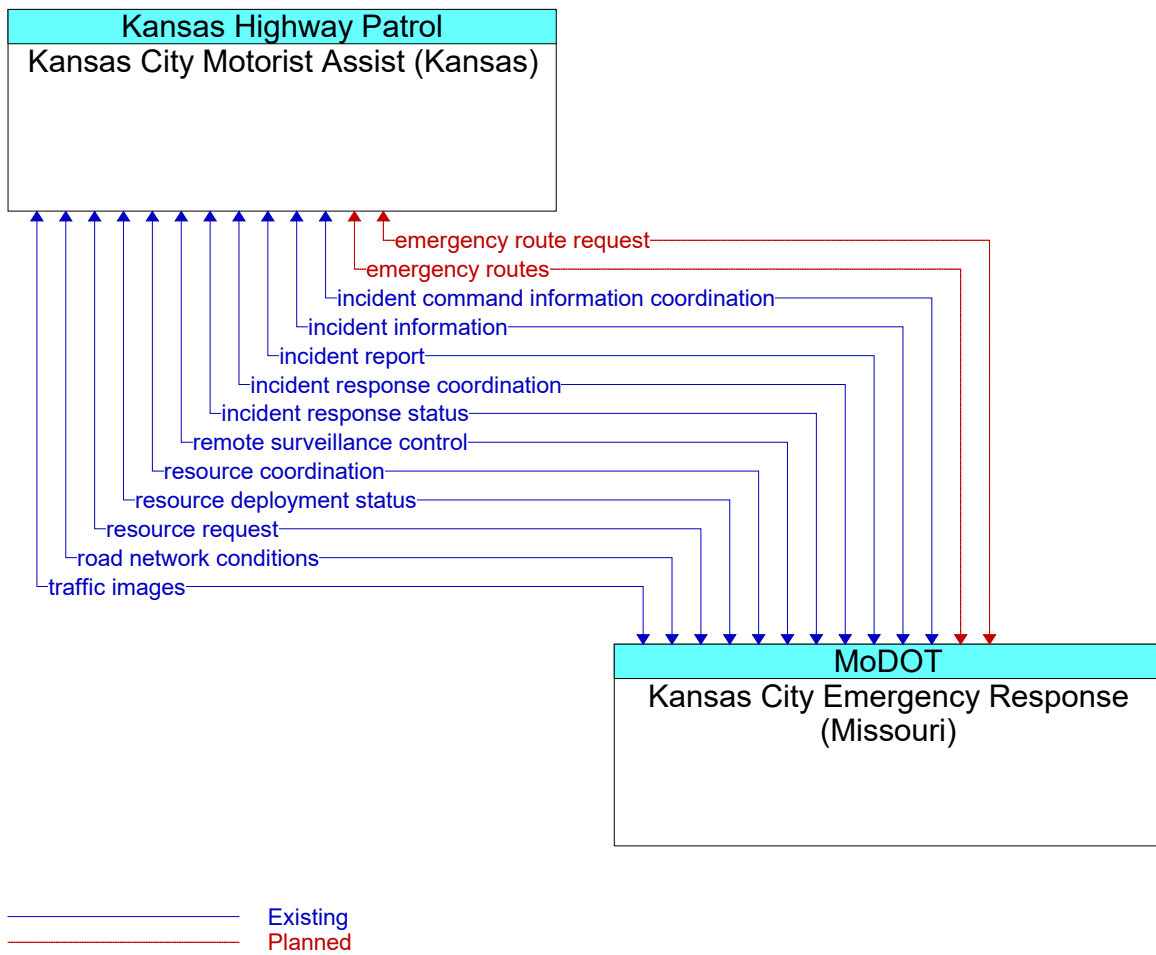 Kansas Highway Patrol
Kansas City Motorist Assist (Kansas)
emergency route request
emergency routes
incident command information coordination
incident information
incident report
incident response coordination
incident response status
remote surveillance control
resource coordination
resource deployment status
resource request
road network conditions
traffic images
MoDOT
Kansas City Emergency Response
(Missouri)
Existing
Planned